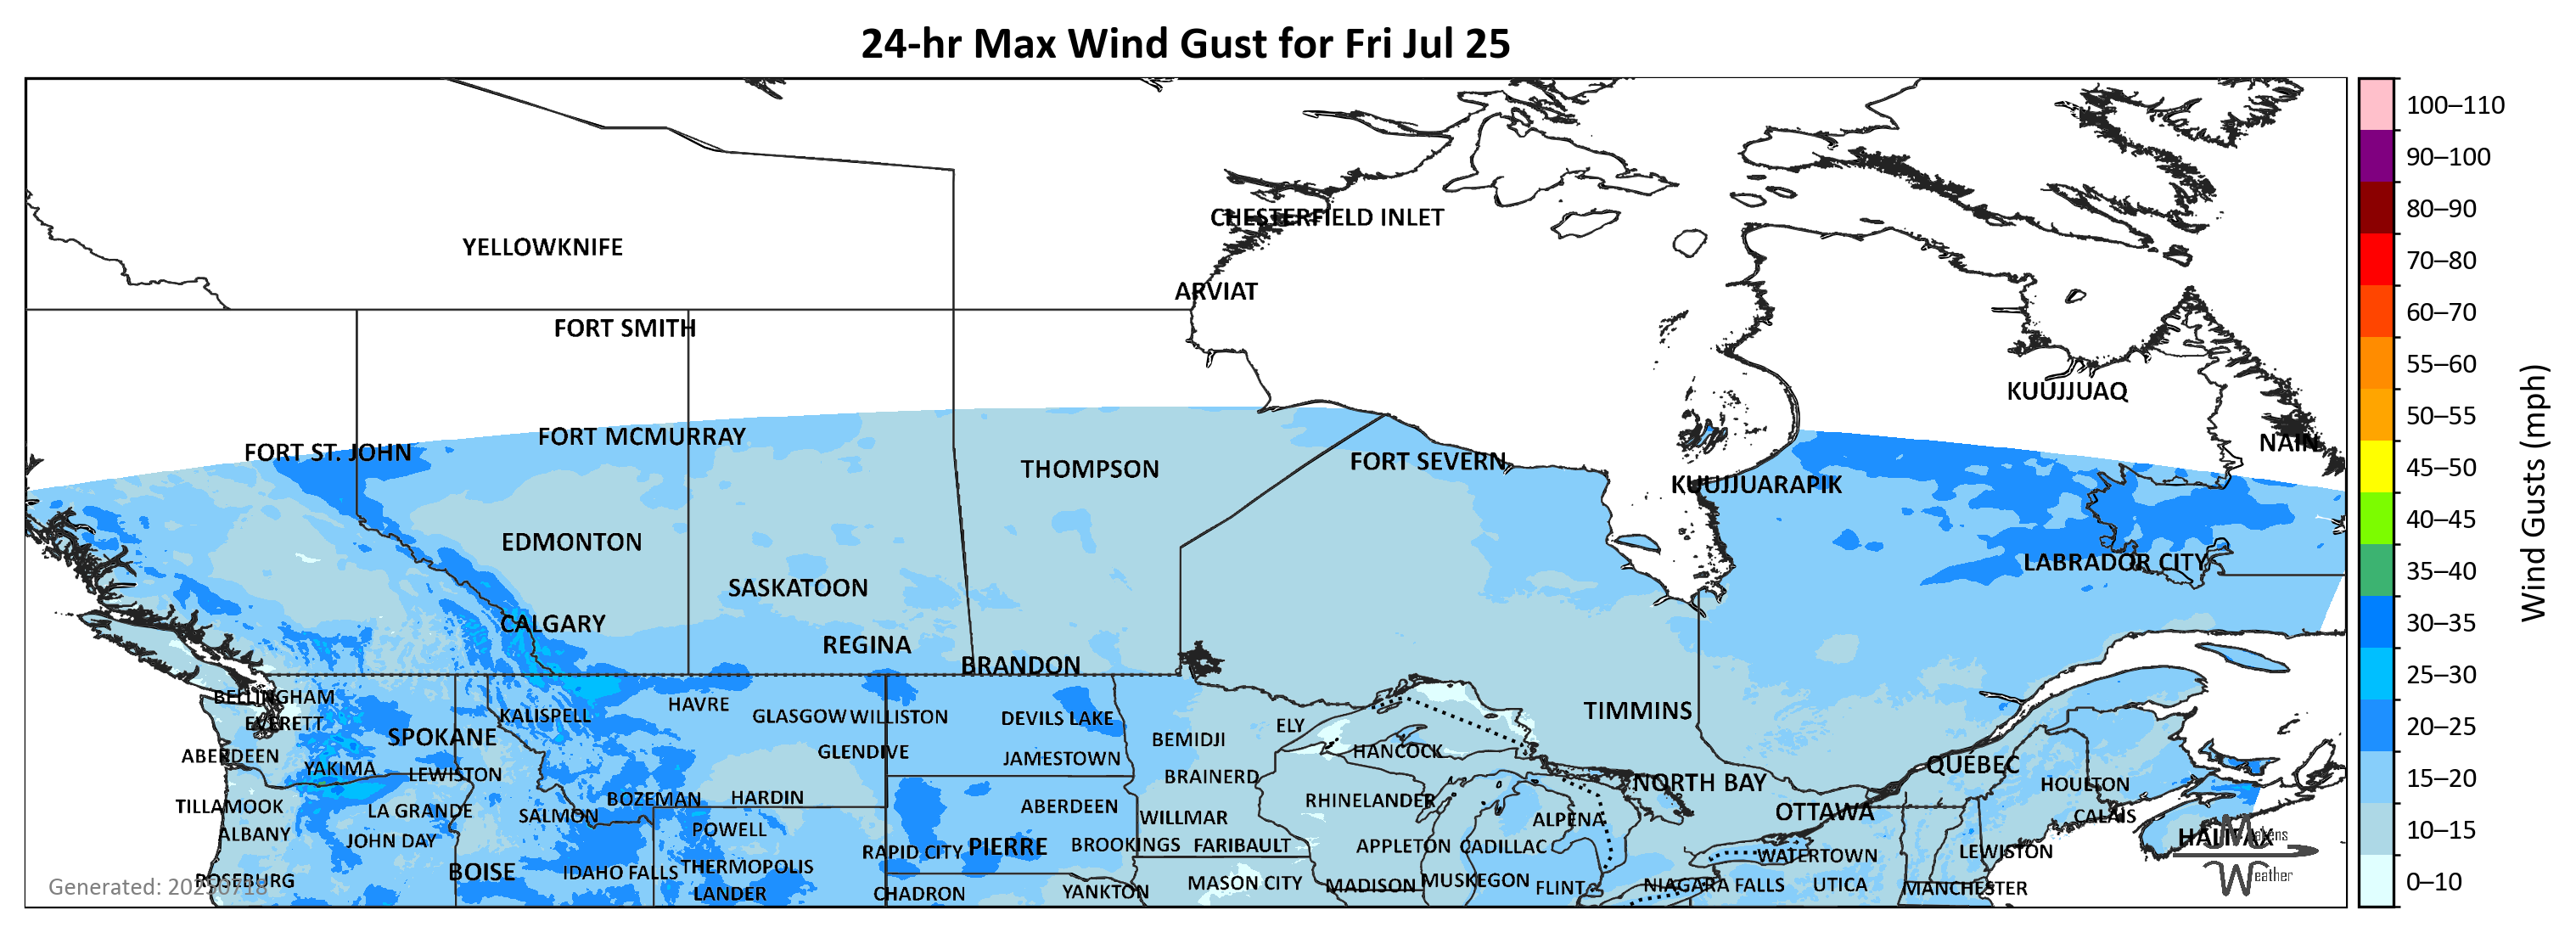 24-hr Max Wind Gust for Fri Jul 25
100–110
90–100
80–90
70–80
60–70
55–60
50–55
45–50
40–45
35–40
30–35
25–30
20–25
15–20
10–15
0–10
Wind Gusts (mph)
CHESTERFIELD INLET
YELLOWKNIFE
ARVIAT
FORT SMITH
KUUJJUAQ
FORT MCMURRAY
NAIN
FORT ST. JOHN
FORT SEVERN
THOMPSON
KUUJJUARAPIK
EDMONTON
LABRADOR CITY
SASKATOON
CALGARY
REGINA
BRANDON
BELLINGHAM
HAVRE
TIMMINS
KALISPELL
GLASGOW
WILLISTON
DEVILS LAKE
EVERETT
ELY
SPOKANE
BEMIDJI
GLENDIVE
HANCOCK
ABERDEEN
JAMESTOWN
QUÉBEC
YAKIMA
LEWISTON
BRAINERD
NORTH BAY
HOULTON
BOZEMAN
HARDIN
RHINELANDER
TILLAMOOK
ABERDEEN
LA GRANDE
OTTAWA
SALMON
WILLMAR
CALAIS
ALPENA
POWELL
ALBANY
HALIFAX
JOHN DAY
BROOKINGS
FARIBAULT
PIERRE
APPLETON
CADILLAC
RAPID CITY
LEWISTON
WATERTOWN
THERMOPOLIS
BOISE
IDAHO FALLS
ROSEBURG
MUSKEGON
MASON CITY
MADISON
NIAGARA FALLS
UTICA
FLINT
MANCHESTER
YANKTON
LANDER
CHADRON
Generated: 20250718
Makens
Weather